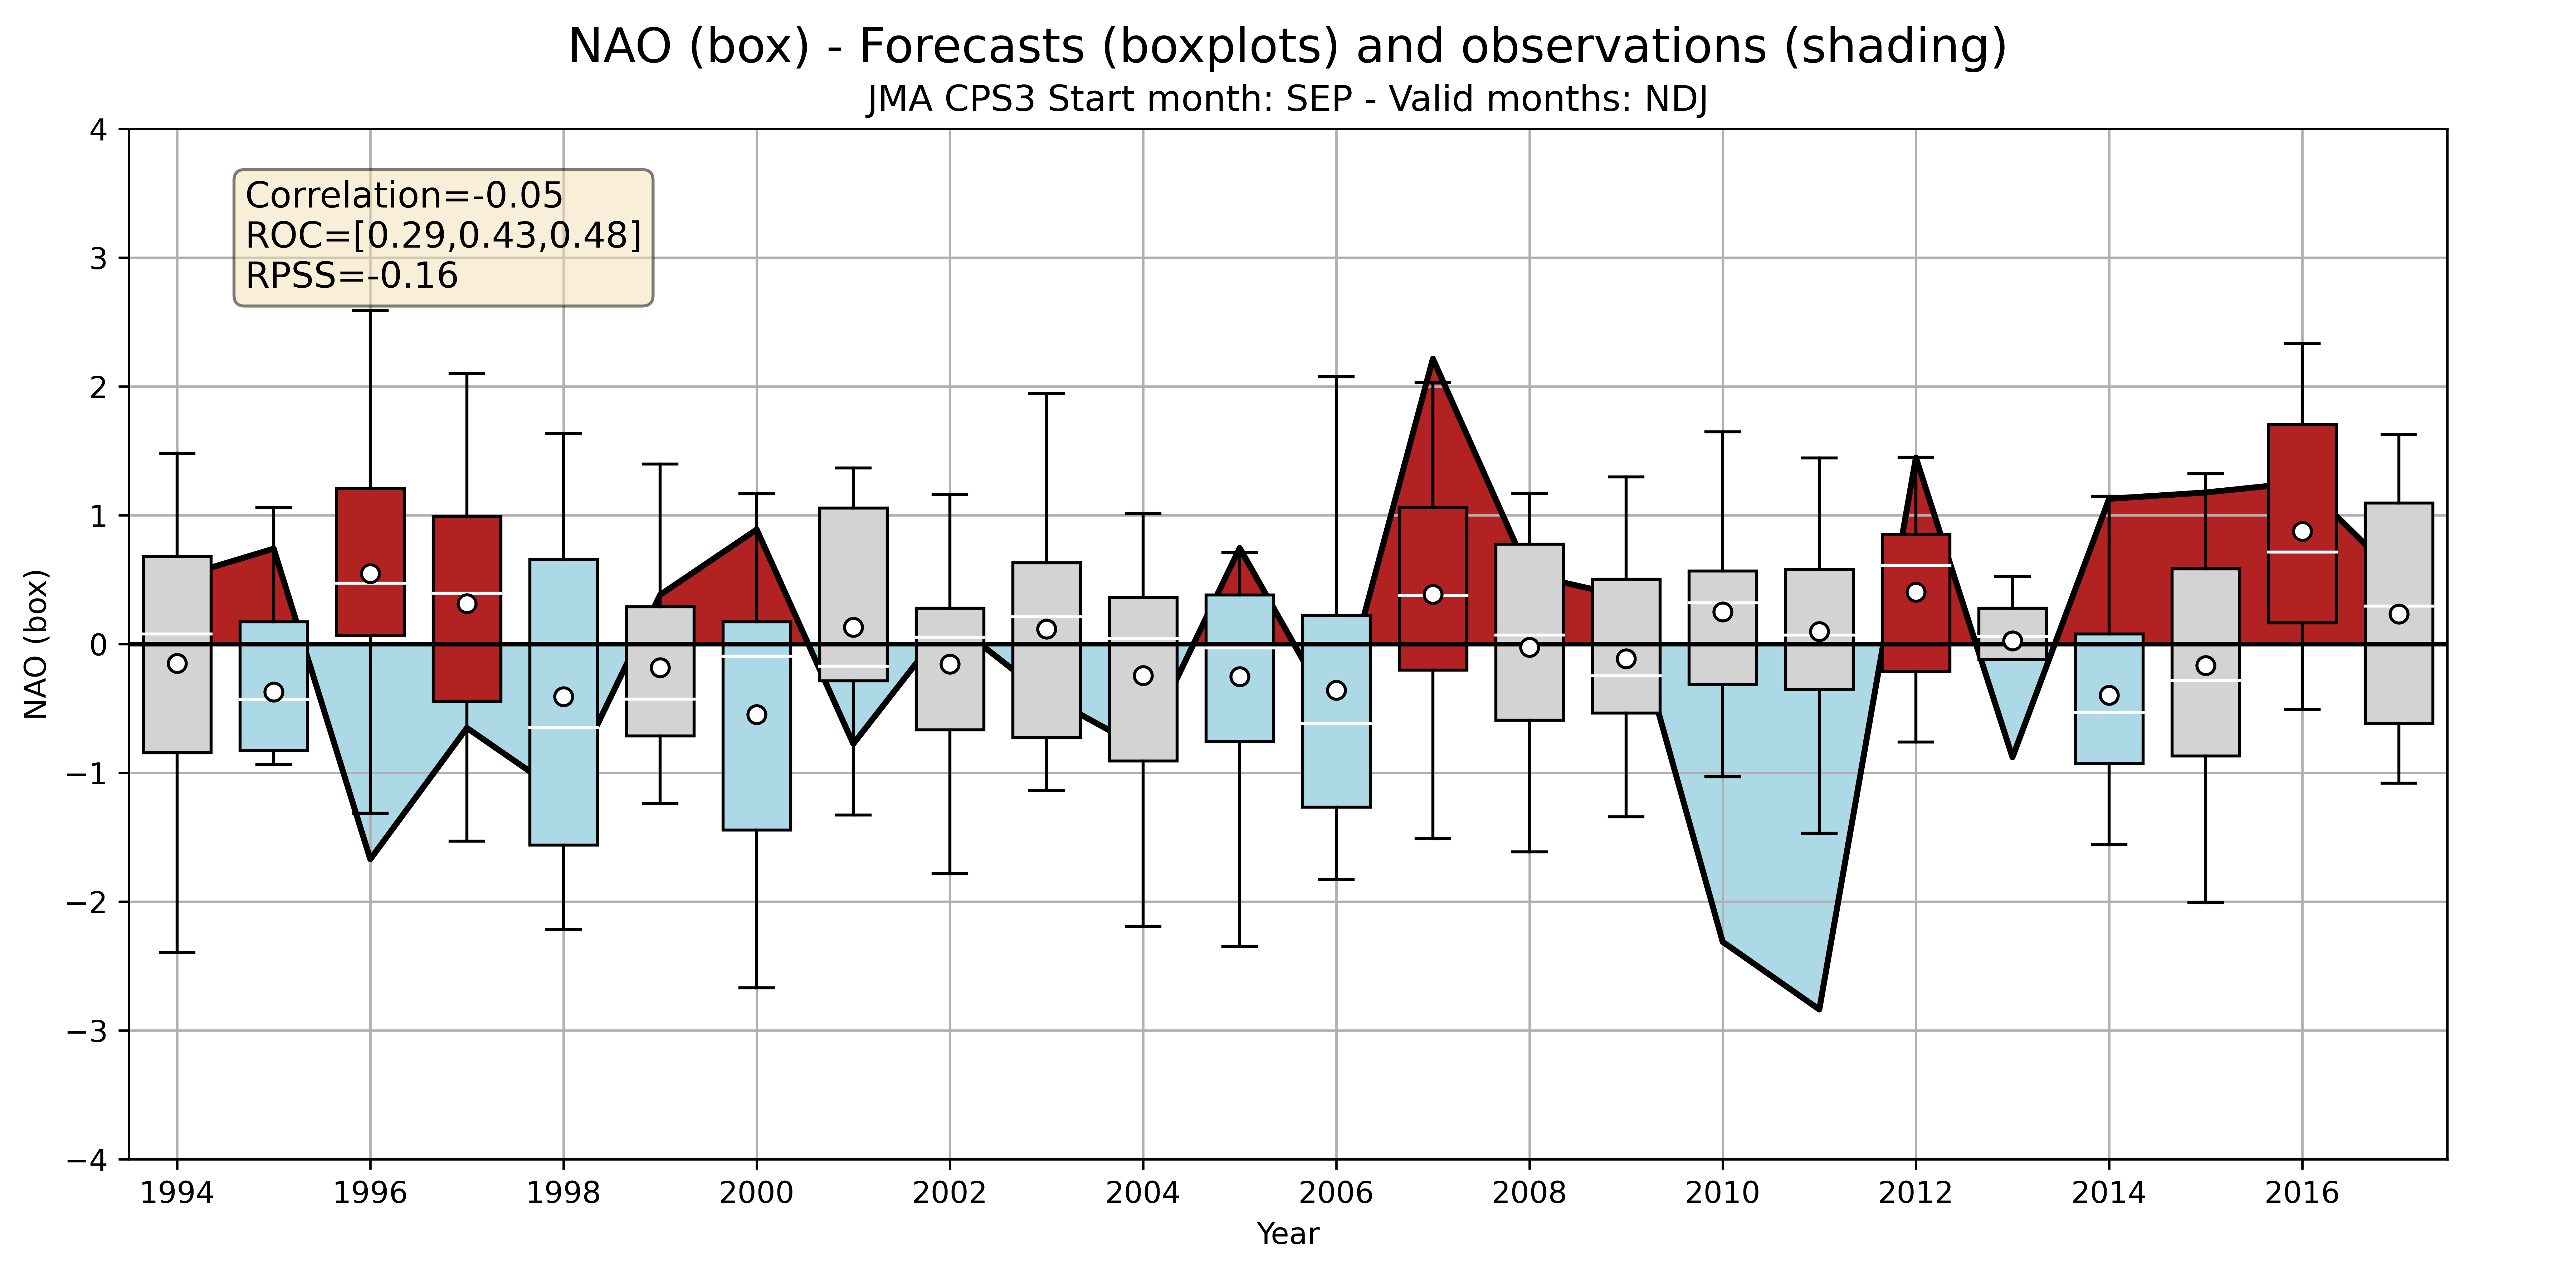 NAO (box) - Forecasts (boxplots) and observations (shading)
JMA CPS3 Start month: SEP - Valid months: NDJ
Correlation=-0.05
ROC=[0.29,0.43,0.48]
RPSS=-0.16
NAO (box)
4
3
2
1
0
−1
−2
−3
−4
1994 1996 1998 2000 2002 2004 2006 2008 2010 2012 2014 2016
Year